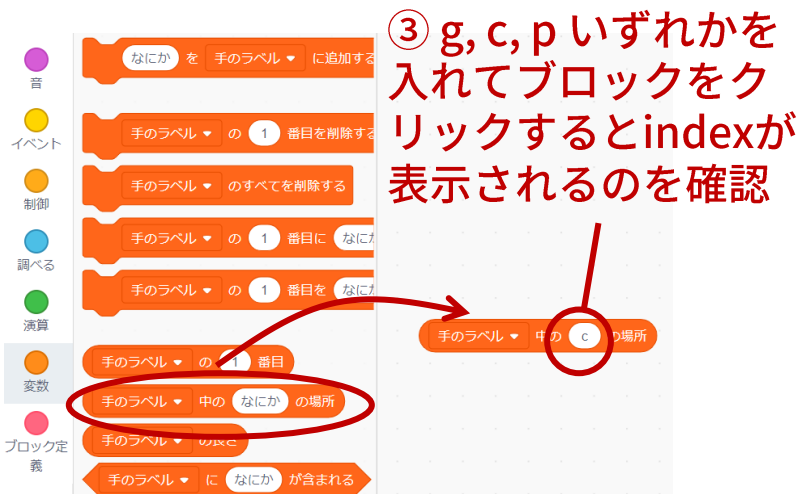 ③ g, c, p いずれかを
入れてブロックをク
リックするとindexが
表示されるのを確認
音
イベント
制御
調べる
演算
変数
ブロック定
義
なにか を 手のラベル に追加する
手のラベル の 1 番目を削除する
手のラベル のすべてを削除する
手のラベル の 1 番目に なにか
手のラベル の 1 番目を なにか
手のラベル の 1 番目
手のラベル 中の なにか の場所
手のラベル の長さ
手のラベル に なにか が含まれる
手のラベル 中の c の場所